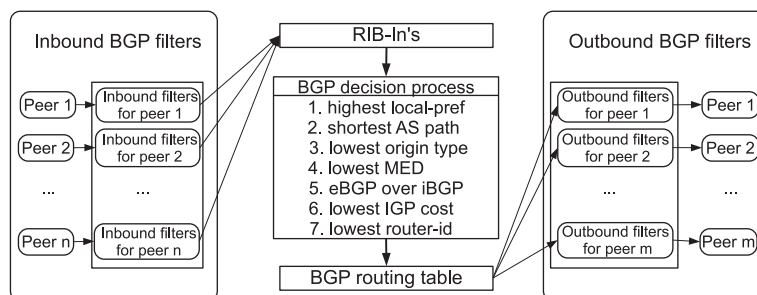 Inbound BGP filters
Peer 1
Inbound filters
for peer 1
Peer 2
Inbound filters
for peer 2
...
...
Peer n
Inbound filters
for peer n
RIB-In's
BGP decision process
1. highest local-pref
2. shortest AS path
3. lowest origin type
4. lowest MED
5. eBGP over iBGP
6. lowest IGP cost
7. lowest router-id
BGP routing table
Outbound BGP filters
Outbound filters
for peer 1
Peer 1
Outbound filters
for peer 2
Peer 2
...
...
Outbound filters
for peer m
Peer m